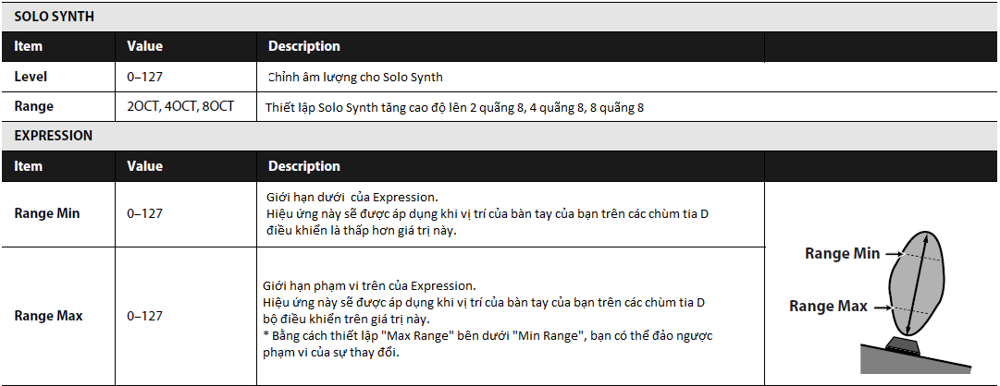 SOLO SYNTH
Item Value Description
Level 0–127 Chỉnh âm lượng cho Solo Synth
Range 2OCT, 4OCT, 8OCT Thiết lập Solo Synth tăng cao độ lên 2 quãng 8, 4 quãng 8, 8 quãng 8
EXPRESSION
Item Value Description
Range Min 0–127
Giới hạn dưới của Expression.
Hiệu ứng này sẽ được áp dụng khi vị trí của bàn tay của bạn trên các chùm tia D
điều khiển là thấp hơn giá trị này.
Range Max 0–127
Giới hạn phạm vi trên của Expression.
Hiệu ứng này sẽ được áp dụng khi vị trí của bàn tay của bạn trên các chùm tia D
bộ điều khiển trên giá trị này.
* Bằng cách thiết lập "Max Range" bên dưới "Min Range", bạn có thể đảo ngược
phạm vi của sự thay đổi.
Range Min
Range Max